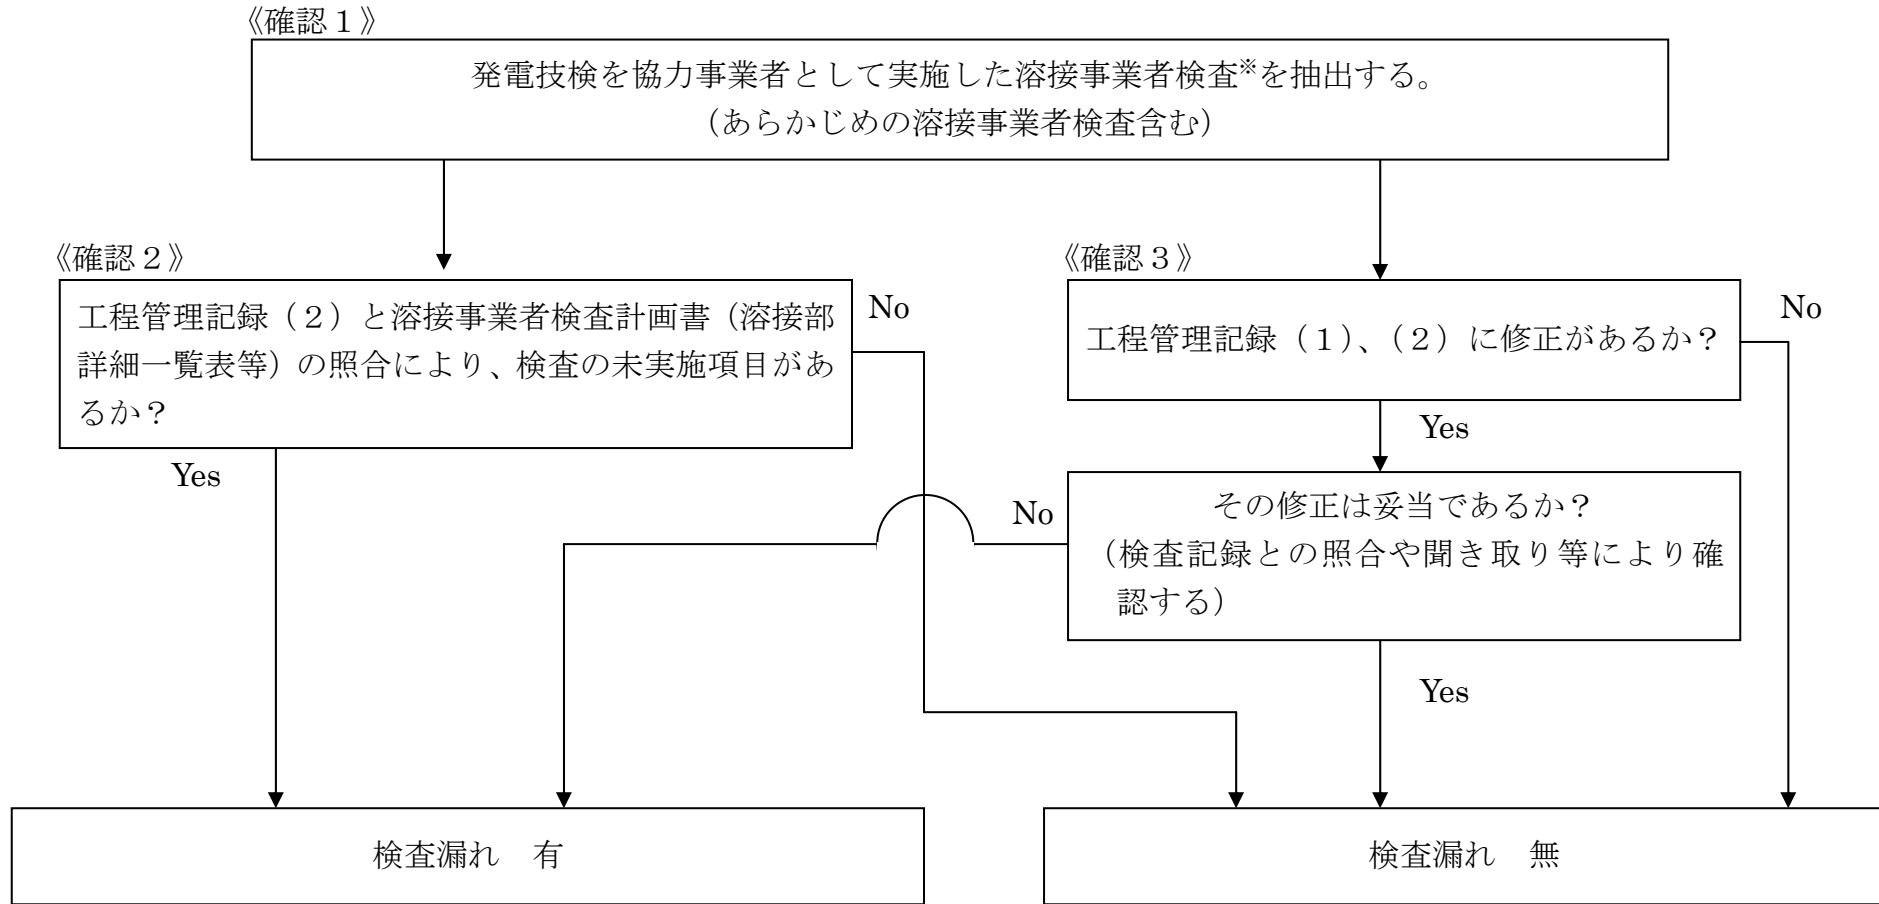 《確認１》
発電技検を協力事業者として実施した溶接事業者検査※を抽出する。
（あらかじめの溶接事業者検査含む）
《確認２》
工程管理記録（２）と溶接事業者検査計画書（溶接部
詳細一覧表等）の照合により、検査の未実施項目があ
るか？
No
Yes
《確認３》
工程管理記録（１）、（２）に修正があるか？
No
Yes
その修正は妥当であるか？
（検査記録との照合や聞き取り等により確
認する）
No
Yes
検査漏れ　有
検査漏れ　無